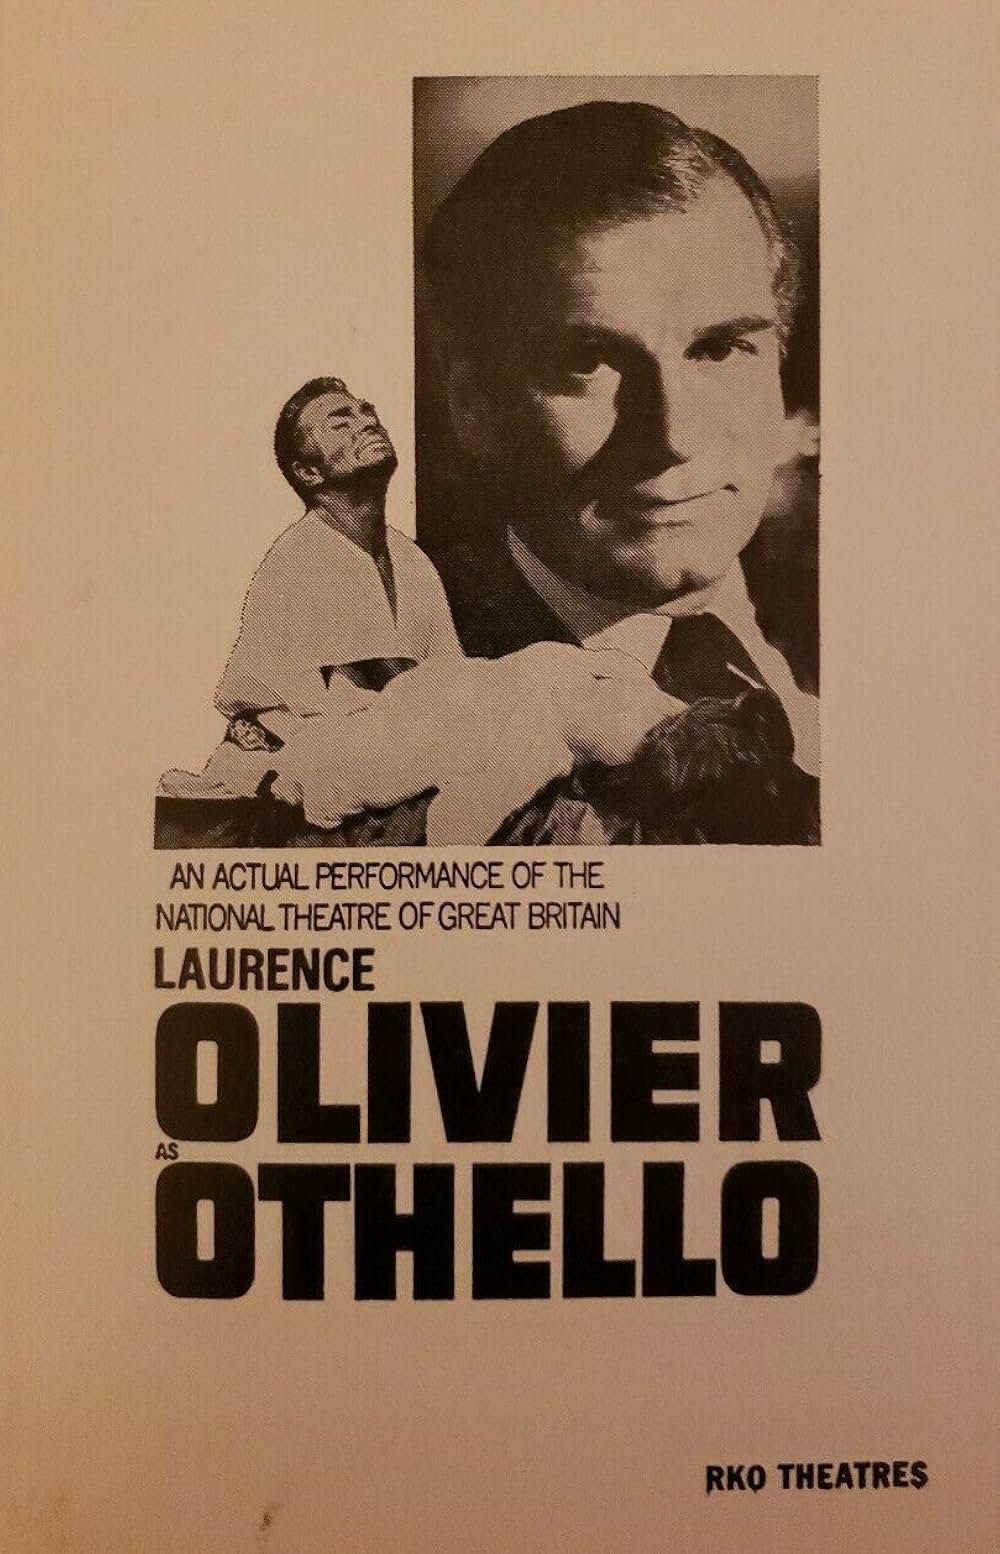 AN ACTUAL PERFORMANCE OF THE
NATIONAL THEATRE OF GREAT BRITAIN
LAURENCE
OLIVIER
AS
OTHELLO
RKO THEATRES